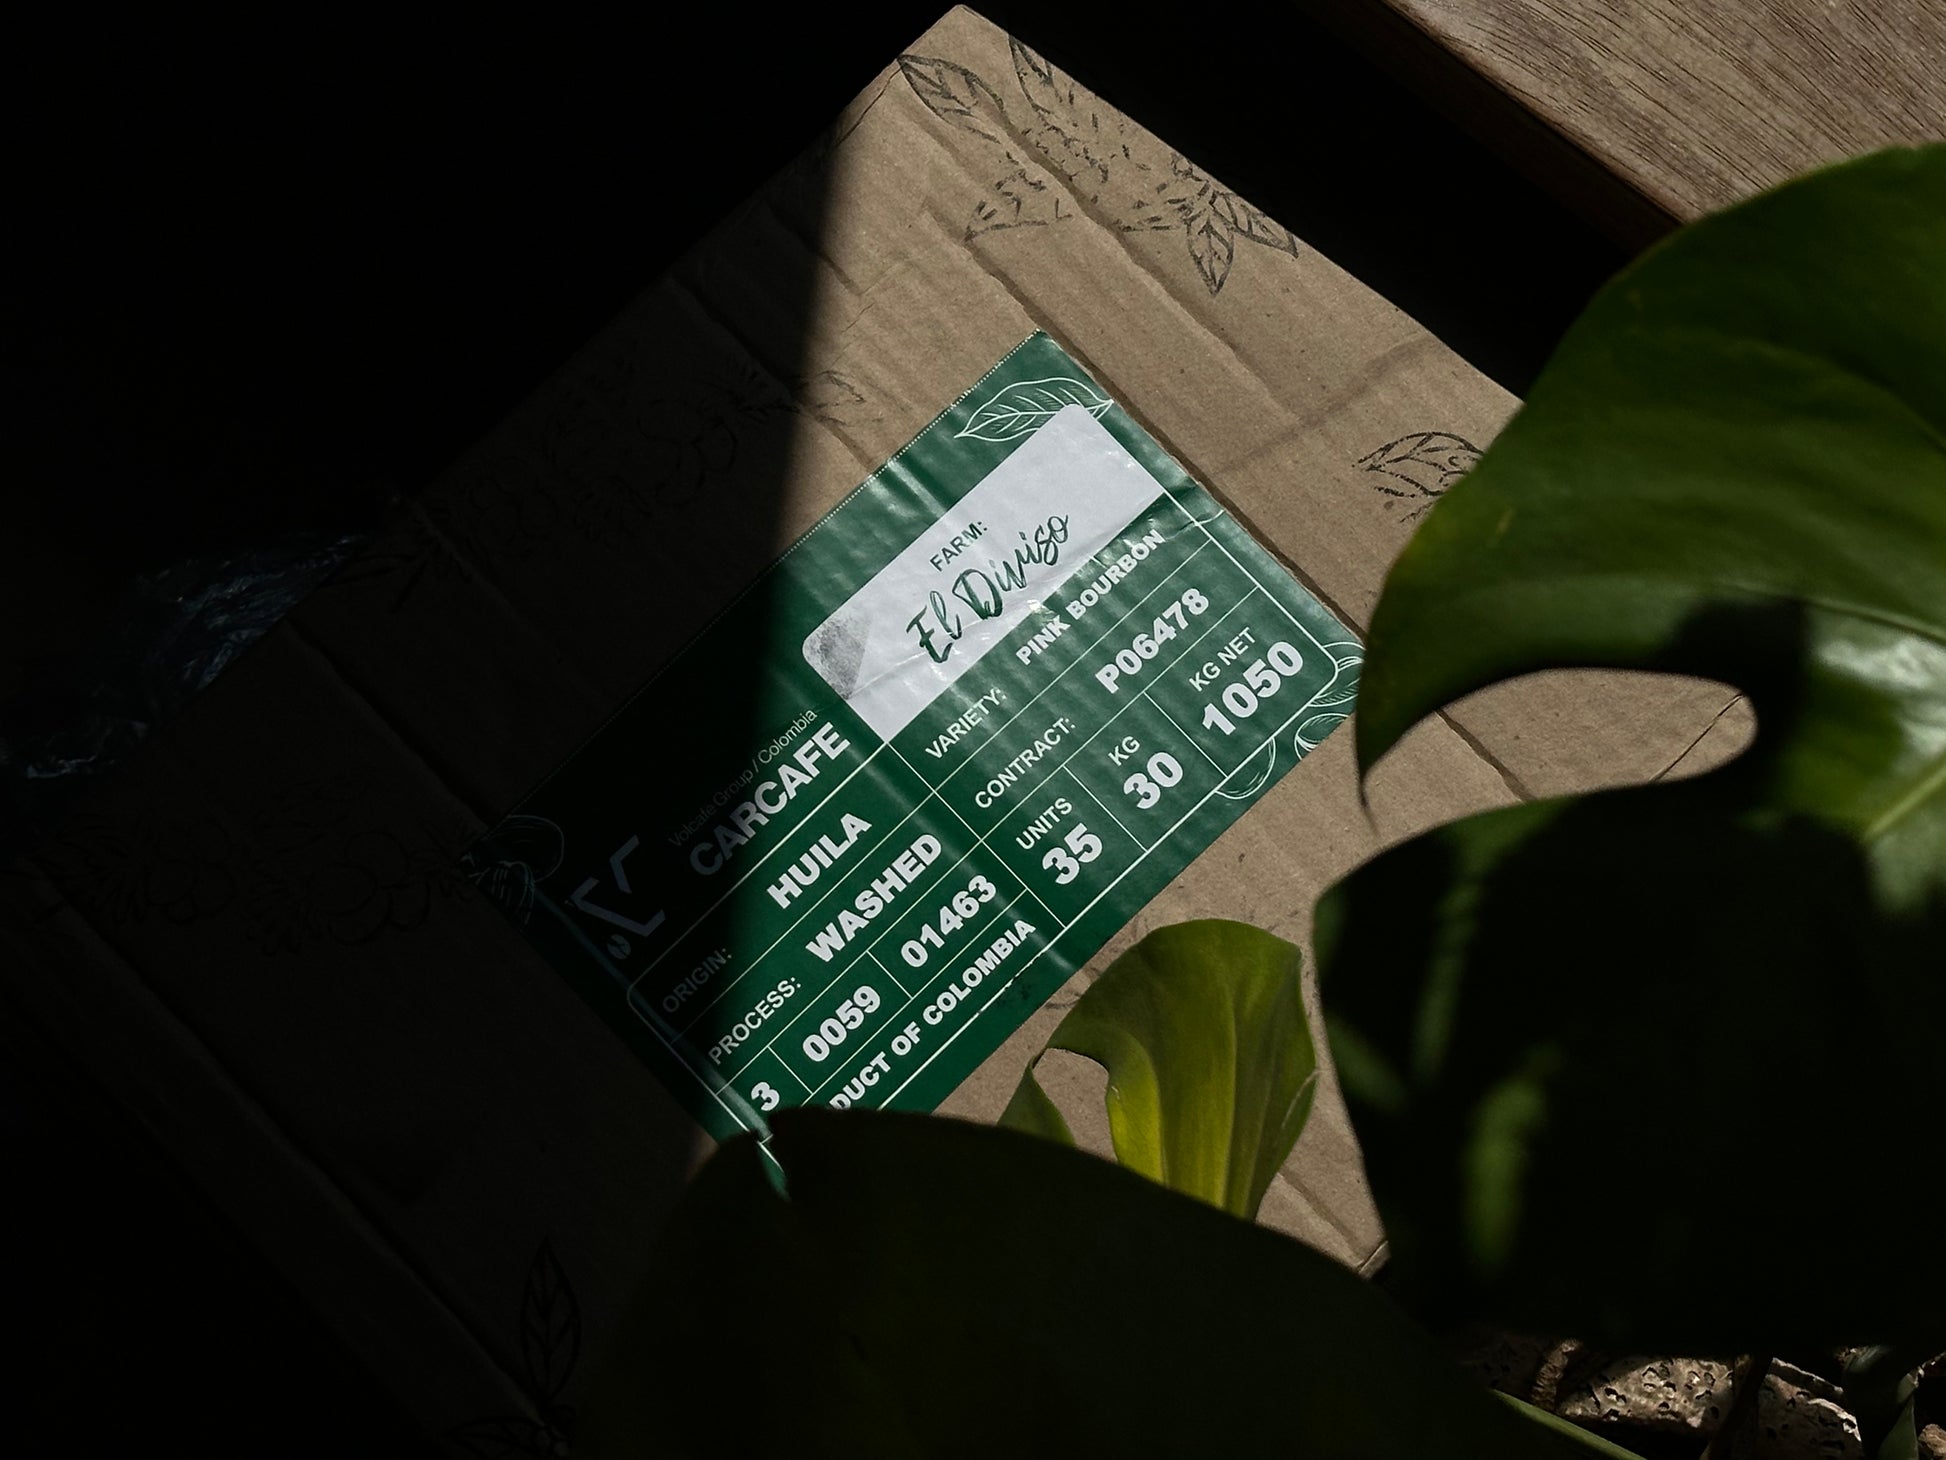 FARM:
El Diviso
Volcafe Group / Colombia
CARCAFE
VARIETY: PINK BOURBON
ORIGIN: HUILA
CONTRACT: P06478
PROCESS: WASHED
UNITS KG KG NET
35 30 1050
3 0059 01463
DUCT OF COLOMBIA